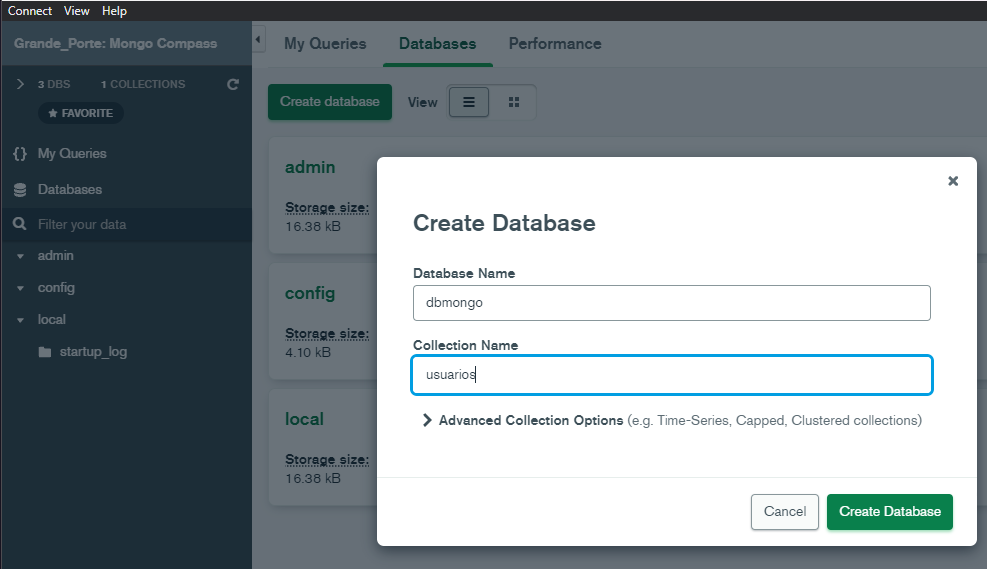 Connect View Help
Grande_Porte: Mongo Compass
3 DBS 1 COLLECTIONS
FAVORITE
{} My Queries
Databases
Filter your data
admin
config
local
startup_log
My Queries Databases Performance
Create database View
admin
Storage size:
16.38 kB
config
Storage size:
4.10 kB
local
Storage size:
16.38 kB
Create Database
Database Name
dbmongo
Collection Name
usuarios
Advanced Collection Options (e.g. Time-Series, Capped, Clustered collections)
Cancel Create Database